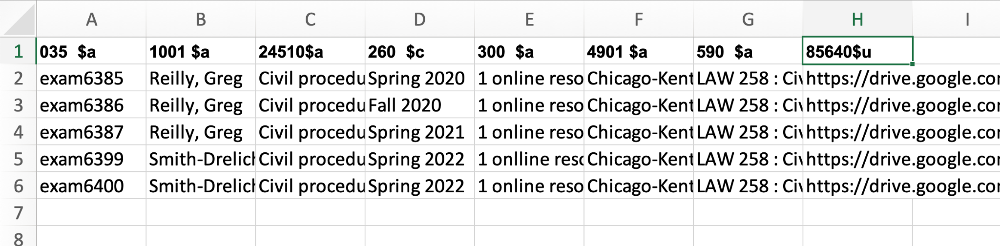 A B C D E F G H I
1 035  $a 1001 $a 24510$a 260  $c 300  $a 4901 $a 590  $a 85640$u
2 exam6385 Reilly, Greg Civil procedu Spring 2020 1 online reso Chicago-Kent LAW 258 : Civ https://drive.google.com
3 exam6386 Reilly, Greg Civil procedu Fall 2020 1 online reso Chicago-Kent LAW 258 : Civ https://drive.google.com
4 exam6387 Reilly, Greg Civil procedu Spring 2021 1 online reso Chicago-Kent LAW 258 : Civ https://drive.google.com
5 exam6399 Smith-Drelich Civil procedu Spring 2022 1 onlline reso Chicago-Kent LAW 258 : Civ https://drive.google.com
6 exam6400 Smith-Drelich Civil procedu Spring 2022 1 online reso Chicago-Kent LAW 258 : Civ https://drive.google.com
7
8